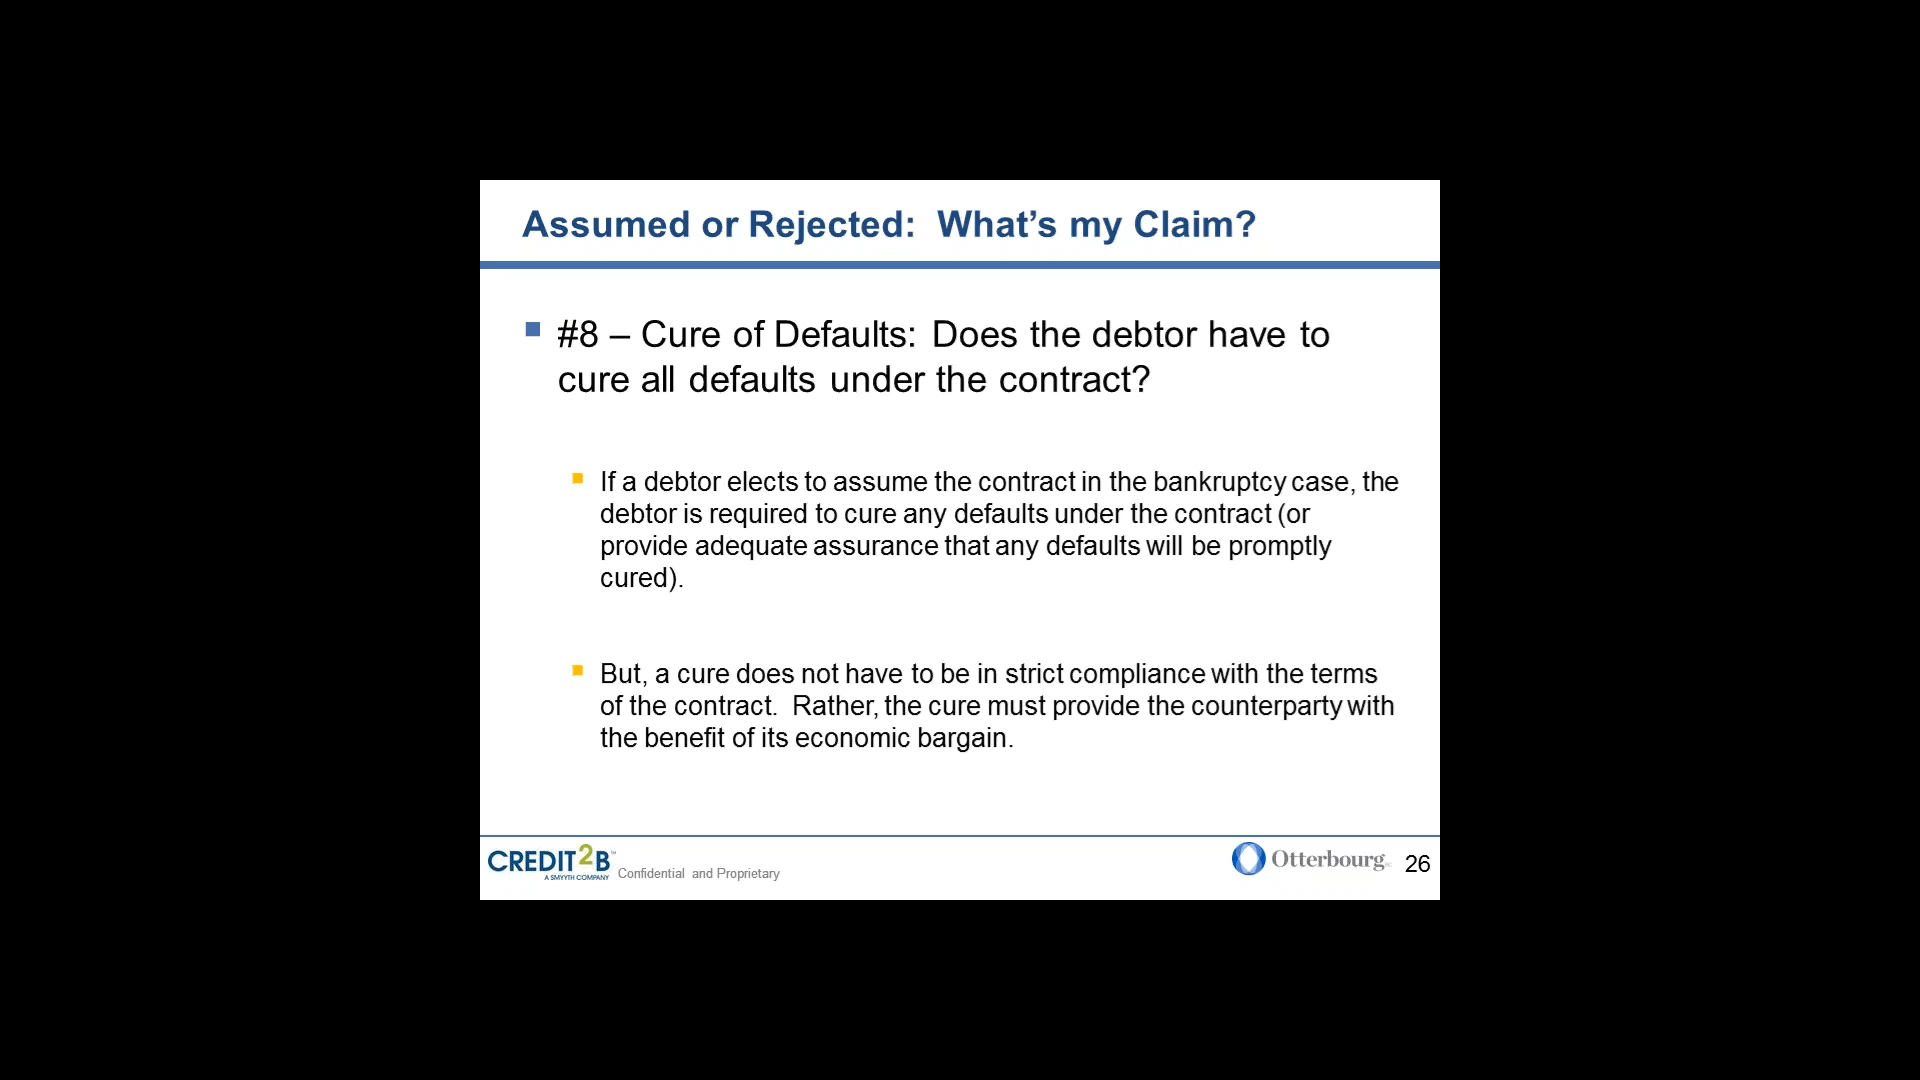 Assumed or Rejected:  What’s my Claim?
#8 – Cure of Defaults: Does the debtor have to
cure all defaults under the contract?
If a debtor elects to assume the contract in the bankruptcy case, the
debtor is required to cure any defaults under the contract (or
provide adequate assurance that any defaults will be promptly
cured).
But, a cure does not have to be in strict compliance with the terms
of the contract.  Rather, the cure must provide the counterparty with
the benefit of its economic bargain.
CREDIT2B™
A SMYYTH COMPANY
Confidential and Proprietary
Otterbourg
26